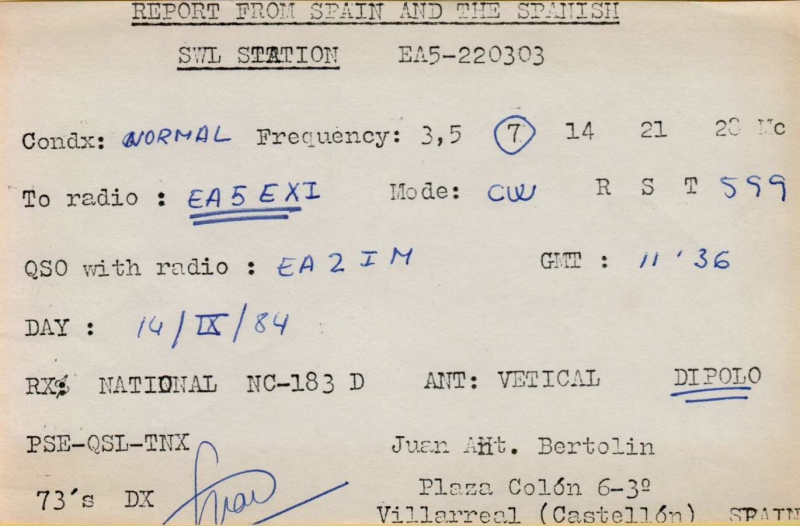 REPORT FROM SPAIN AND THE SPANISH
SWL STATION EA5-220303
Condx: NORMAL Frequency: 3,5 7 14 21 28 Mc
To radio : EA5EXI Mode: CW R S T 599
QSO with radio : EA2IM GMT : 11'36
DAY : 14/IX/84
RX: NATIONAL NC-183 D ANT: VETICAL DIPOLO
PSE-QSL-TNX Juan Ant. Bertolin
73's DX Juan Plaza Colón 6-3º
Villarreal (Castellón) SPAIN